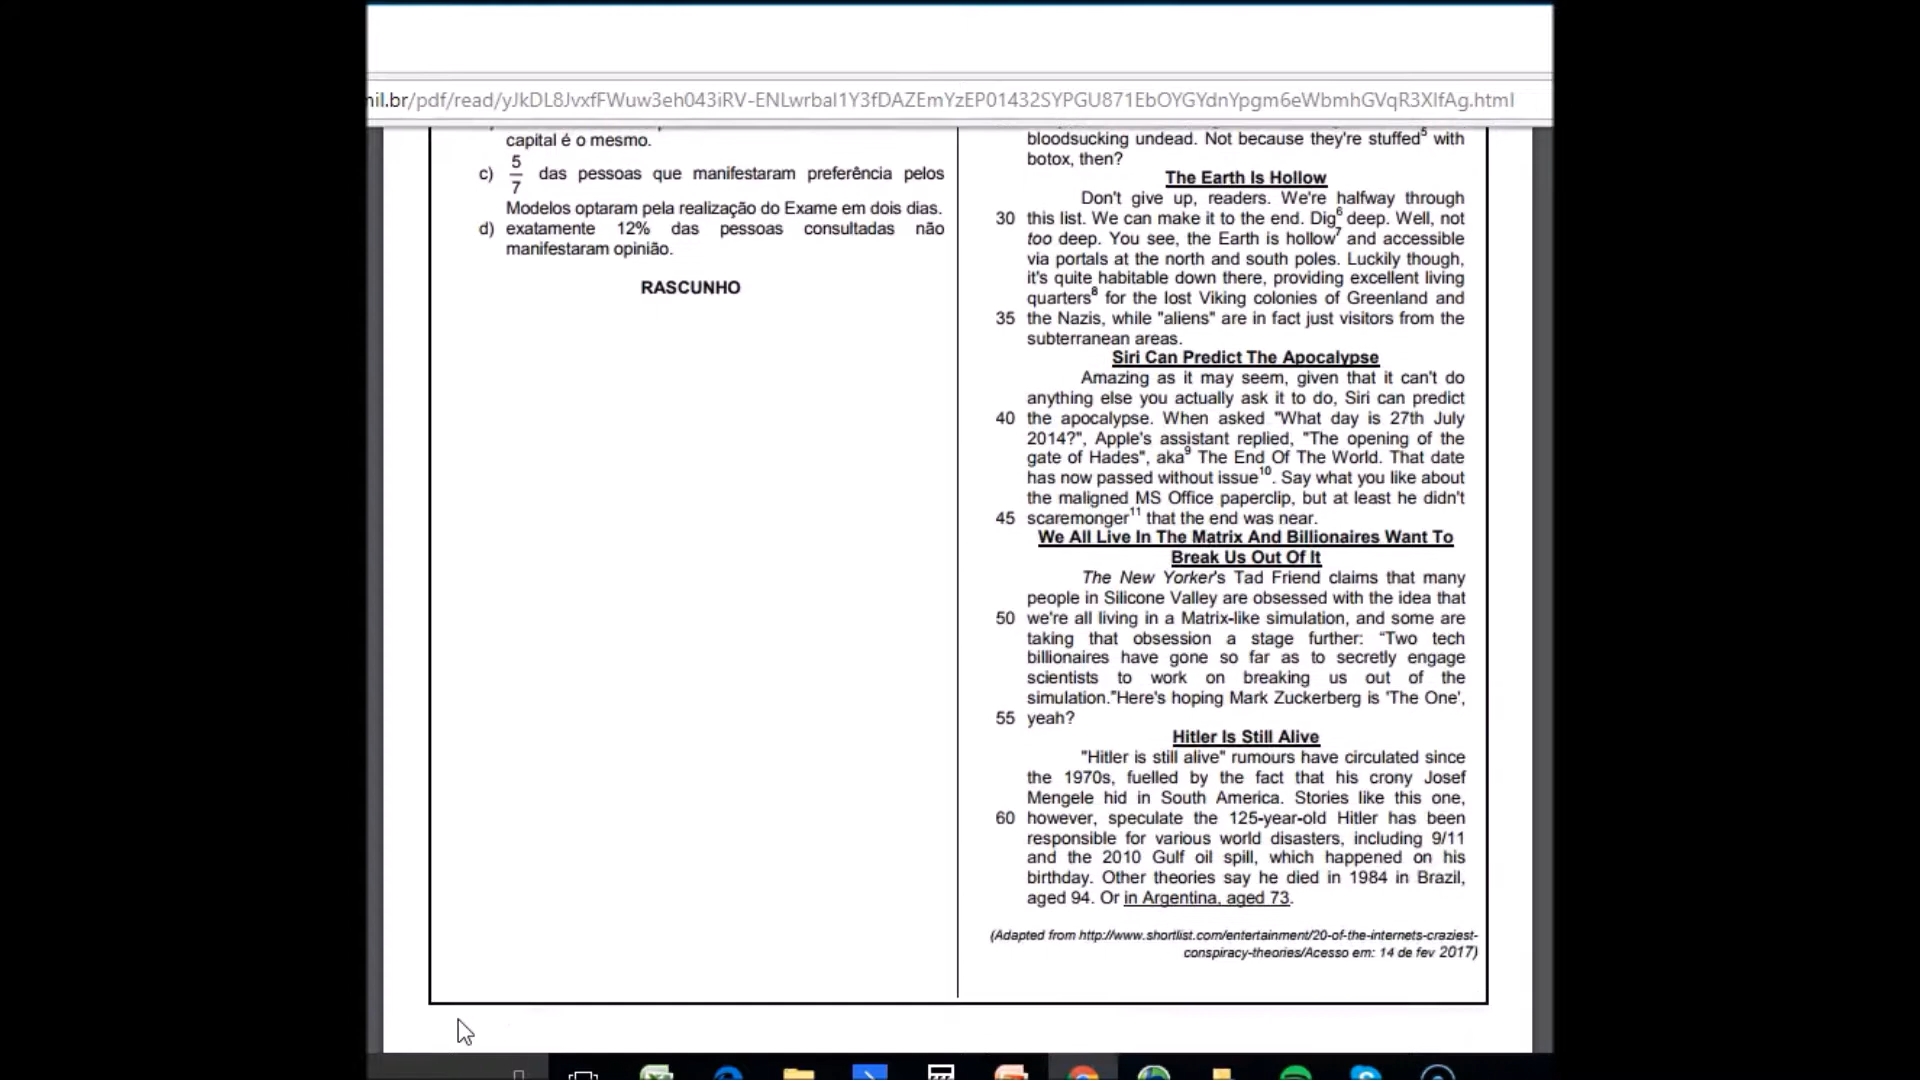 nil.br/pdf/read/yJkDL8JvxfFWuw3eh043iRV-ENLwrbaI1Y3fDAZEmYzEP01432SYPGU871EbOYGYdnYpgm6eWbmhGVqR3XIfAg.html
capital é o mesmo.
c) 5/7 das pessoas que manifestaram preferência pelos
Modelos optaram pela realização do Exame em dois dias.
d) exatamente 12% das pessoas consultadas não
manifestaram opinião.
RASCUNHO
bloodsucking undead. Not because they're stuffed⁵ with
botox, then?
The Earth Is Hollow
Don't give up, readers. We're halfway through
30 this list. We can make it to the end. Dig⁶ deep. Well, not
too deep. You see, the Earth is hollow⁷ and accessible
via portals at the north and south poles. Luckily though,
it's quite habitable down there, providing excellent living
quarters⁸ for the lost Viking colonies of Greenland and
35 the Nazis, while "aliens" are in fact just visitors from the
subterranean areas.
Siri Can Predict The Apocalypse
Amazing as it may seem, given that it can't do
anything else you actually ask it to do, Siri can predict
40 the apocalypse. When asked "What day is 27th July
2014?", Apple's assistant replied, "The opening of the
gate of Hades", aka⁹ The End Of The World. That date
has now passed without issue¹⁰. Say what you like about
the maligned MS Office paperclip, but at least he didn't
45 scaremonger¹¹ that the end was near.
We All Live In The Matrix And Billionaires Want To
Break Us Out Of It
The New Yorker's Tad Friend claims that many
people in Silicone Valley are obsessed with the idea that
50 we're all living in a Matrix-like simulation, and some are
taking that obsession a stage further: “Two tech
billionaires have gone so far as to secretly engage
scientists to work on breaking us out of the
simulation.”Here's hoping Mark Zuckerberg is 'The One',
55 yeah?
Hitler Is Still Alive
"Hitler is still alive" rumours have circulated since
the 1970s, fuelled by the fact that his crony Josef
Mengele hid in South America. Stories like this one,
60 however, speculate the 125-year-old Hitler has been
responsible for various world disasters, including 9/11
and the 2010 Gulf oil spill, which happened on his
birthday. Other theories say he died in 1984 in Brazil,
aged 94. Or in Argentina, aged 73.
(Adapted from http://www.shortlist.com/entertainment/20-of-the-internets-craziest-
conspiracy-theories/Acesso em: 14 de fev 2017)